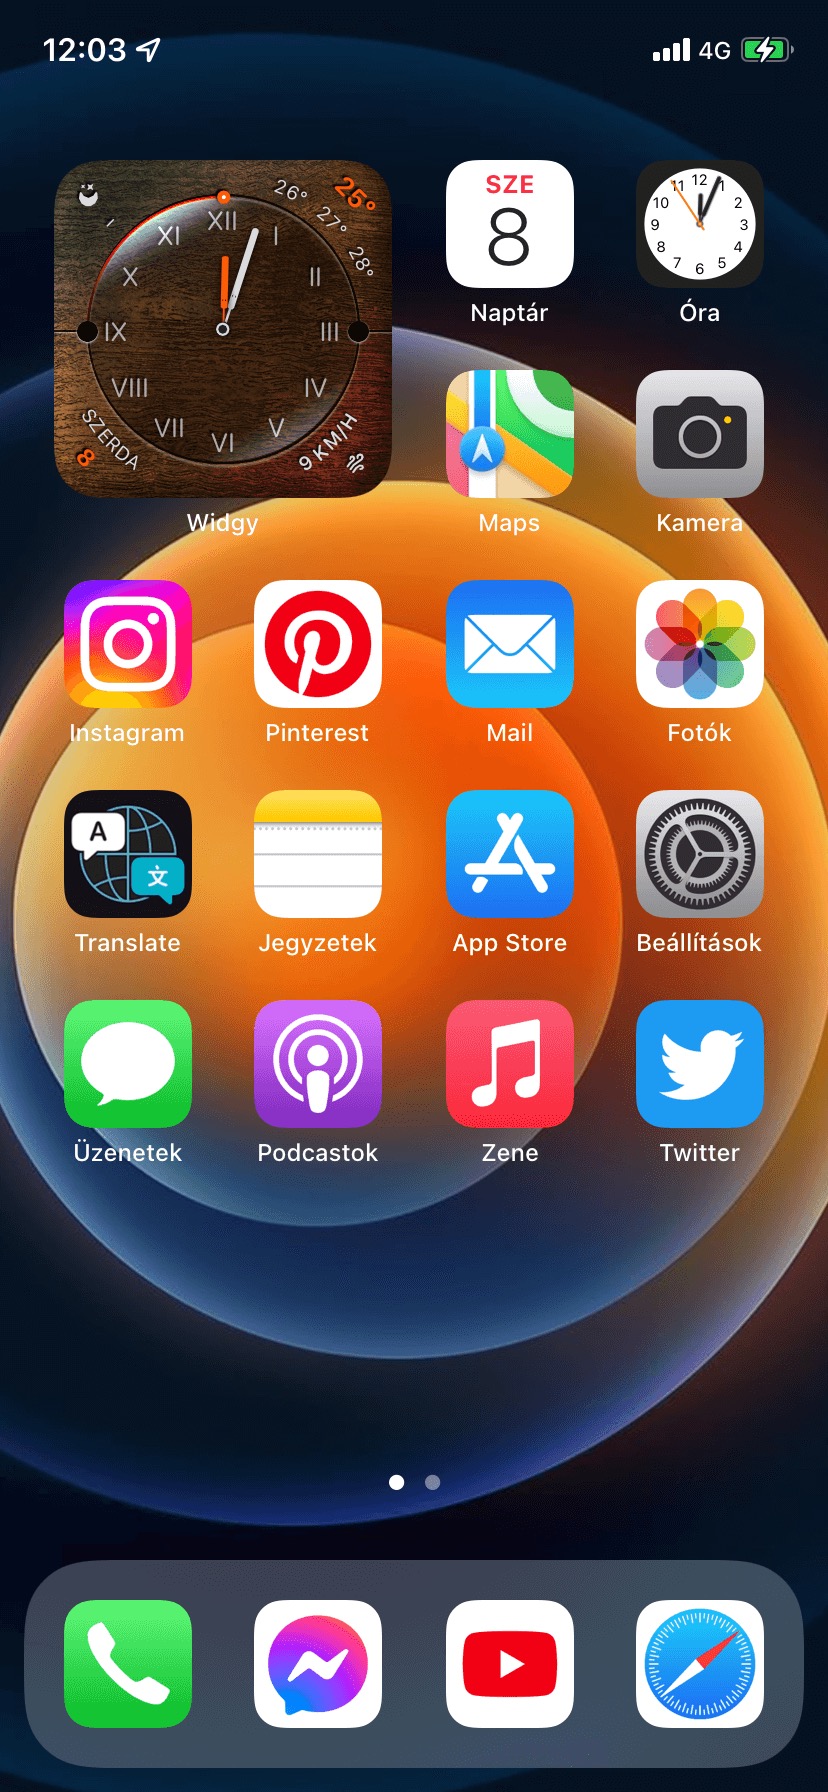 12:03
4G
26°
25°
27°
28°
XII
I
II
III
IV
V
VI
VII
VIII
IX
X
XI
SZERDA
8
9 KM/H
Widgy
SZE
8
Naptár
12
1
2
3
4
5
6
7
8
9
10
11
Óra
Maps
Kamera
Instagram
Pinterest
Mail
Fotók
A
文
Translate
Jegyzetek
App Store
Beállítások
Üzenetek
Podcastok
Zene
Twitter